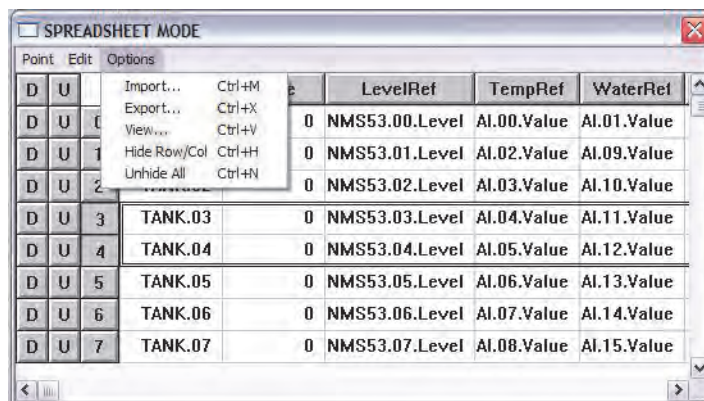 SPREADSHEET MODE
Point Edit Options
D U e LevelRef TempRef WaterRef
Import... Ctrl+M
Export... Ctrl+X
View... Ctrl+V
Hide Row/Col Ctrl+H
Unhide All Ctrl+N
D U 0 NMS53.00.Level AI.00.Value AI.01.Value
D U 1 0 NMS53.01.Level AI.02.Value AI.09.Value
D U 2 0 NMS53.02.Level AI.03.Value AI.10.Value
D U 3 TANK.03 0 NMS53.03.Level AI.04.Value AI.11.Value
D U 4 TANK.04 0 NMS53.04.Level AI.05.Value AI.12.Value
D U 5 TANK.05 0 NMS53.05.Level AI.06.Value AI.13.Value
D U 6 TANK.06 0 NMS53.06.Level AI.07.Value AI.14.Value
D U 7 TANK.07 0 NMS53.07.Level AI.08.Value AI.15.Value